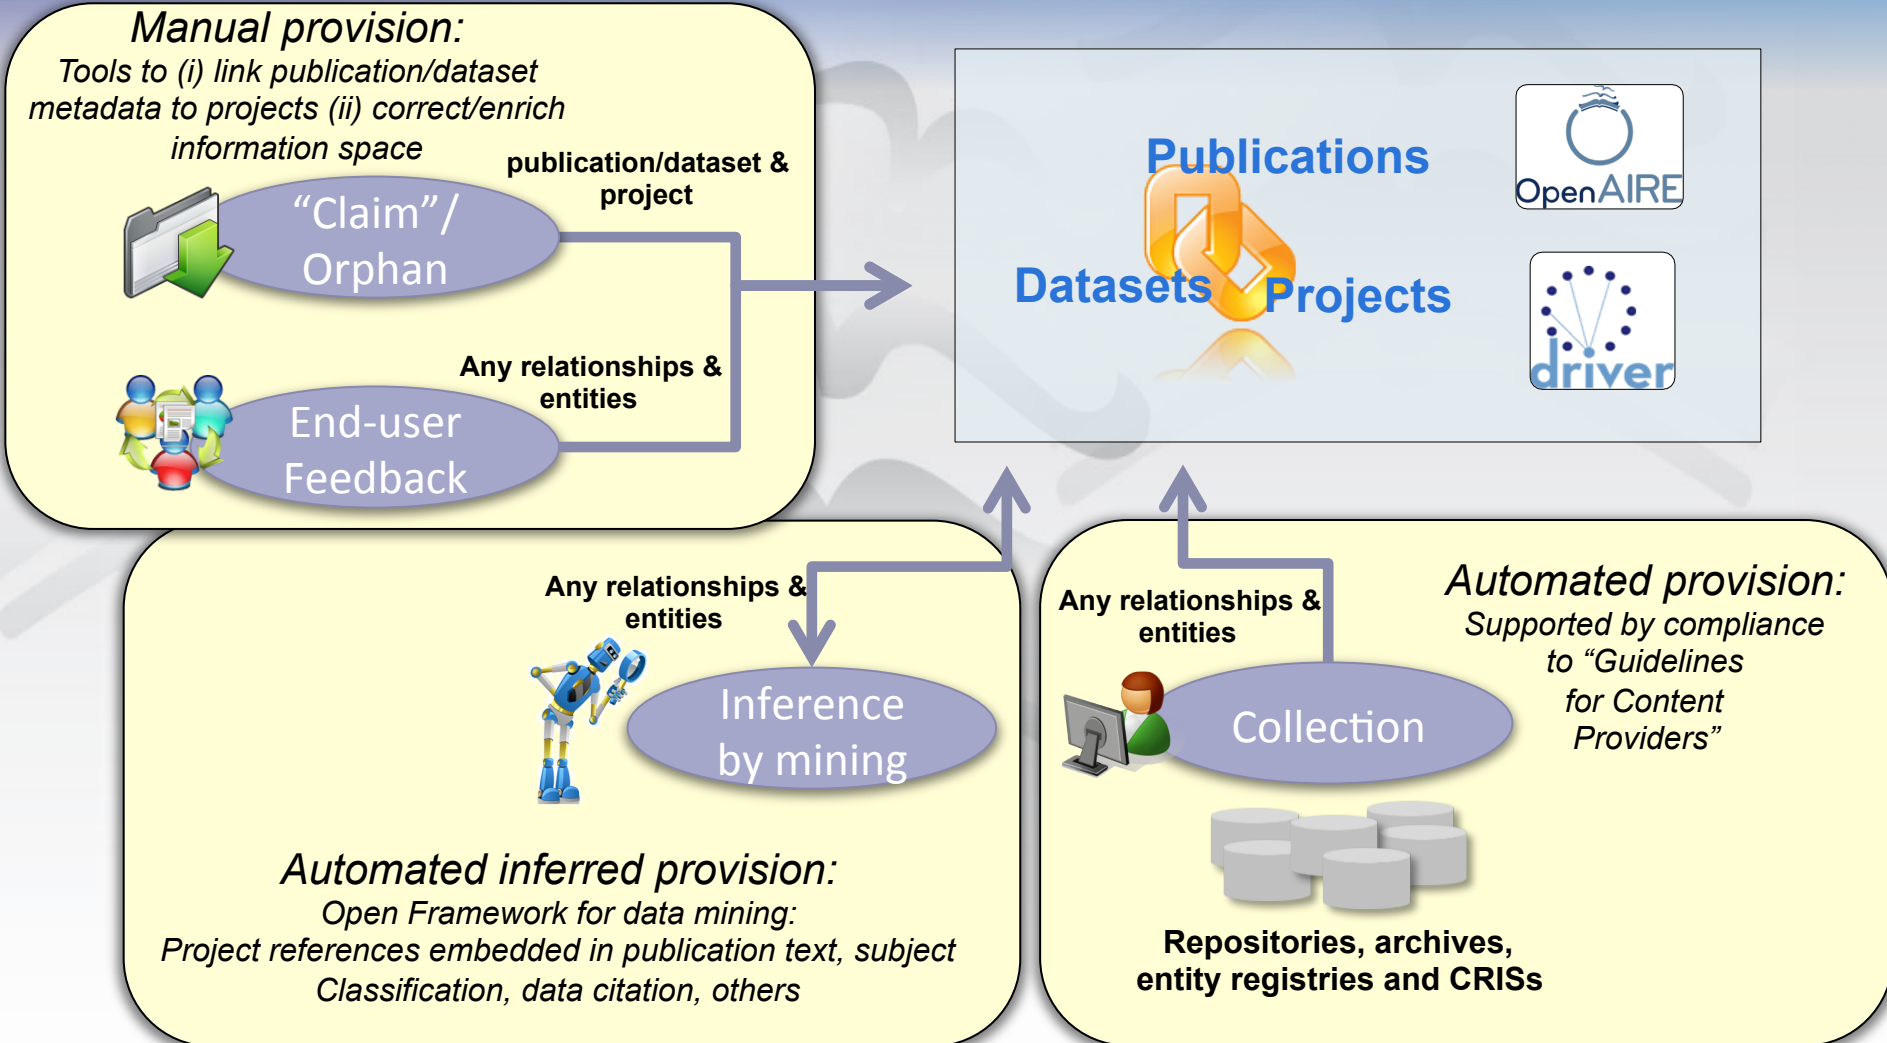 Manual provision:
Tools to (i) link publication/dataset
metadata to projects (ii) correct/enrich
information space
publication/dataset &
project
“Claim”/
Orphan
Any relationships &
entities
End-user
Feedback
Publications
Datasets
Projects
OpenAIRE
driver
Any relationships &
entities
Inference
by mining
Automated inferred provision:
Open Framework for data mining:
Project references embedded in publication text, subject
Classification, data citation, others
Any relationships &
entities
Automated provision:
Supported by compliance
to “Guidelines
for Content
Providers”
Collection
Repositories, archives,
entity registries and CRISs